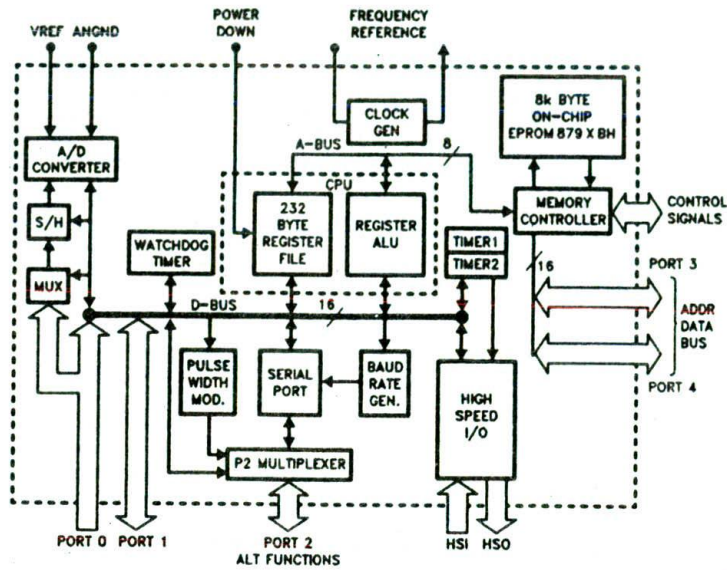 VREF ANGND
POWER
DOWN
FREQUENCY
REFERENCE
CLOCK
GEN
8k BYTE
ON-CHIP
EPROM 879 X BH
A/D
CONVERTER
A-BUS
8
CPU
S/H
232
BYTE
REGISTER
FILE
REGISTER
ALU
MEMORY
CONTROLLER
CONTROL
SIGNALS
WATCHDOG
TIMER
TIMER1
TIMER2
MUX
16
PORT 3
D-BUS
16
ADDR
DATA
BUS
PORT 4
PULSE
WIDTH
MOD.
SERIAL
PORT
BAUD
RATE
GEN.
HIGH
SPEED
I/O
P2 MULTIPLEXER
PORT 0
PORT 1
PORT 2
ALT FUNCTIONS
HSI
HSO